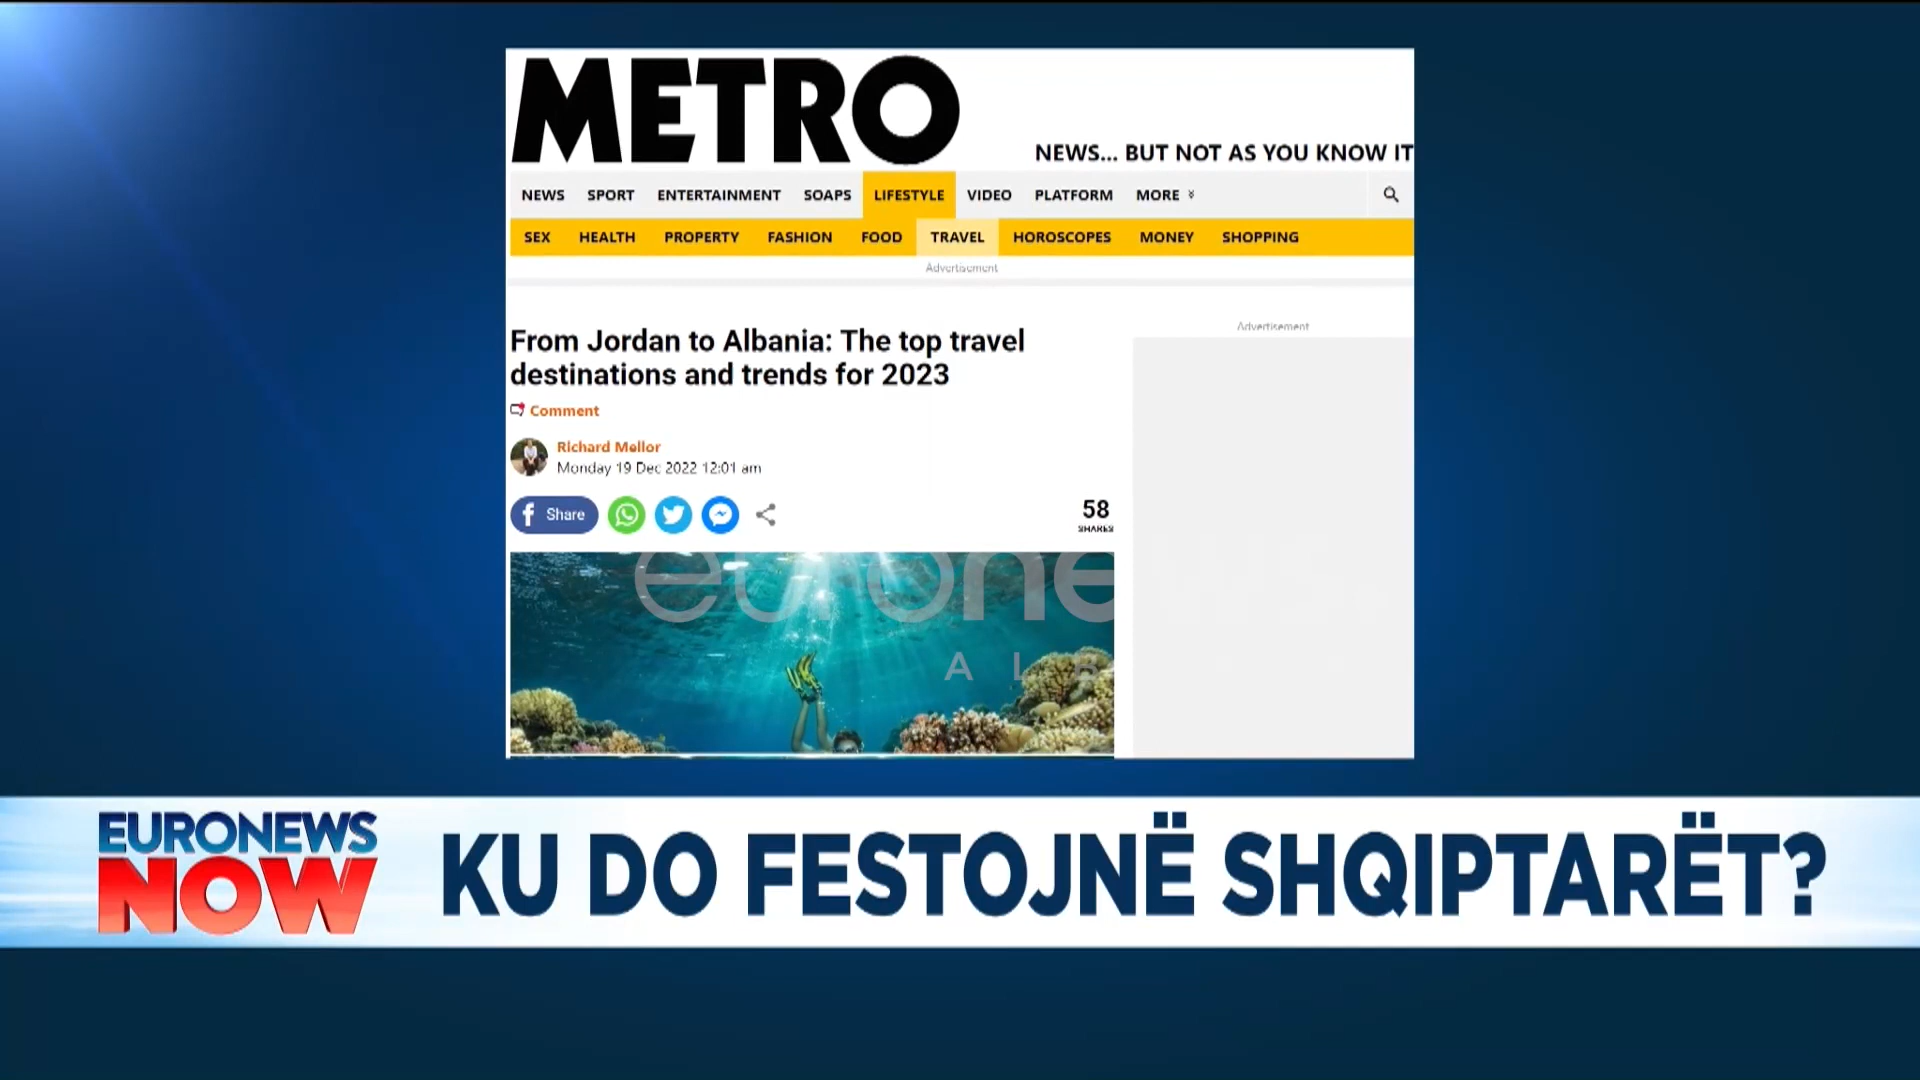 METRO
NEWS... BUT NOT AS YOU KNOW IT
NEWS SPORT ENTERTAINMENT SOAPS LIFESTYLE VIDEO PLATFORM MORE
SEX HEALTH PROPERTY FASHION FOOD TRAVEL HOROSCOPES MONEY SHOPPING
Advertisement
Advertisement
From Jordan to Albania: The top travel
destinations and trends for 2023
Comment
Richard Mellor
Monday 19 Dec 2022 12:01 am
Share
58
SHARES
eurone
ALB
EURONEWS
NOW
KU DO FESTOJNË SHQIPTARËT?